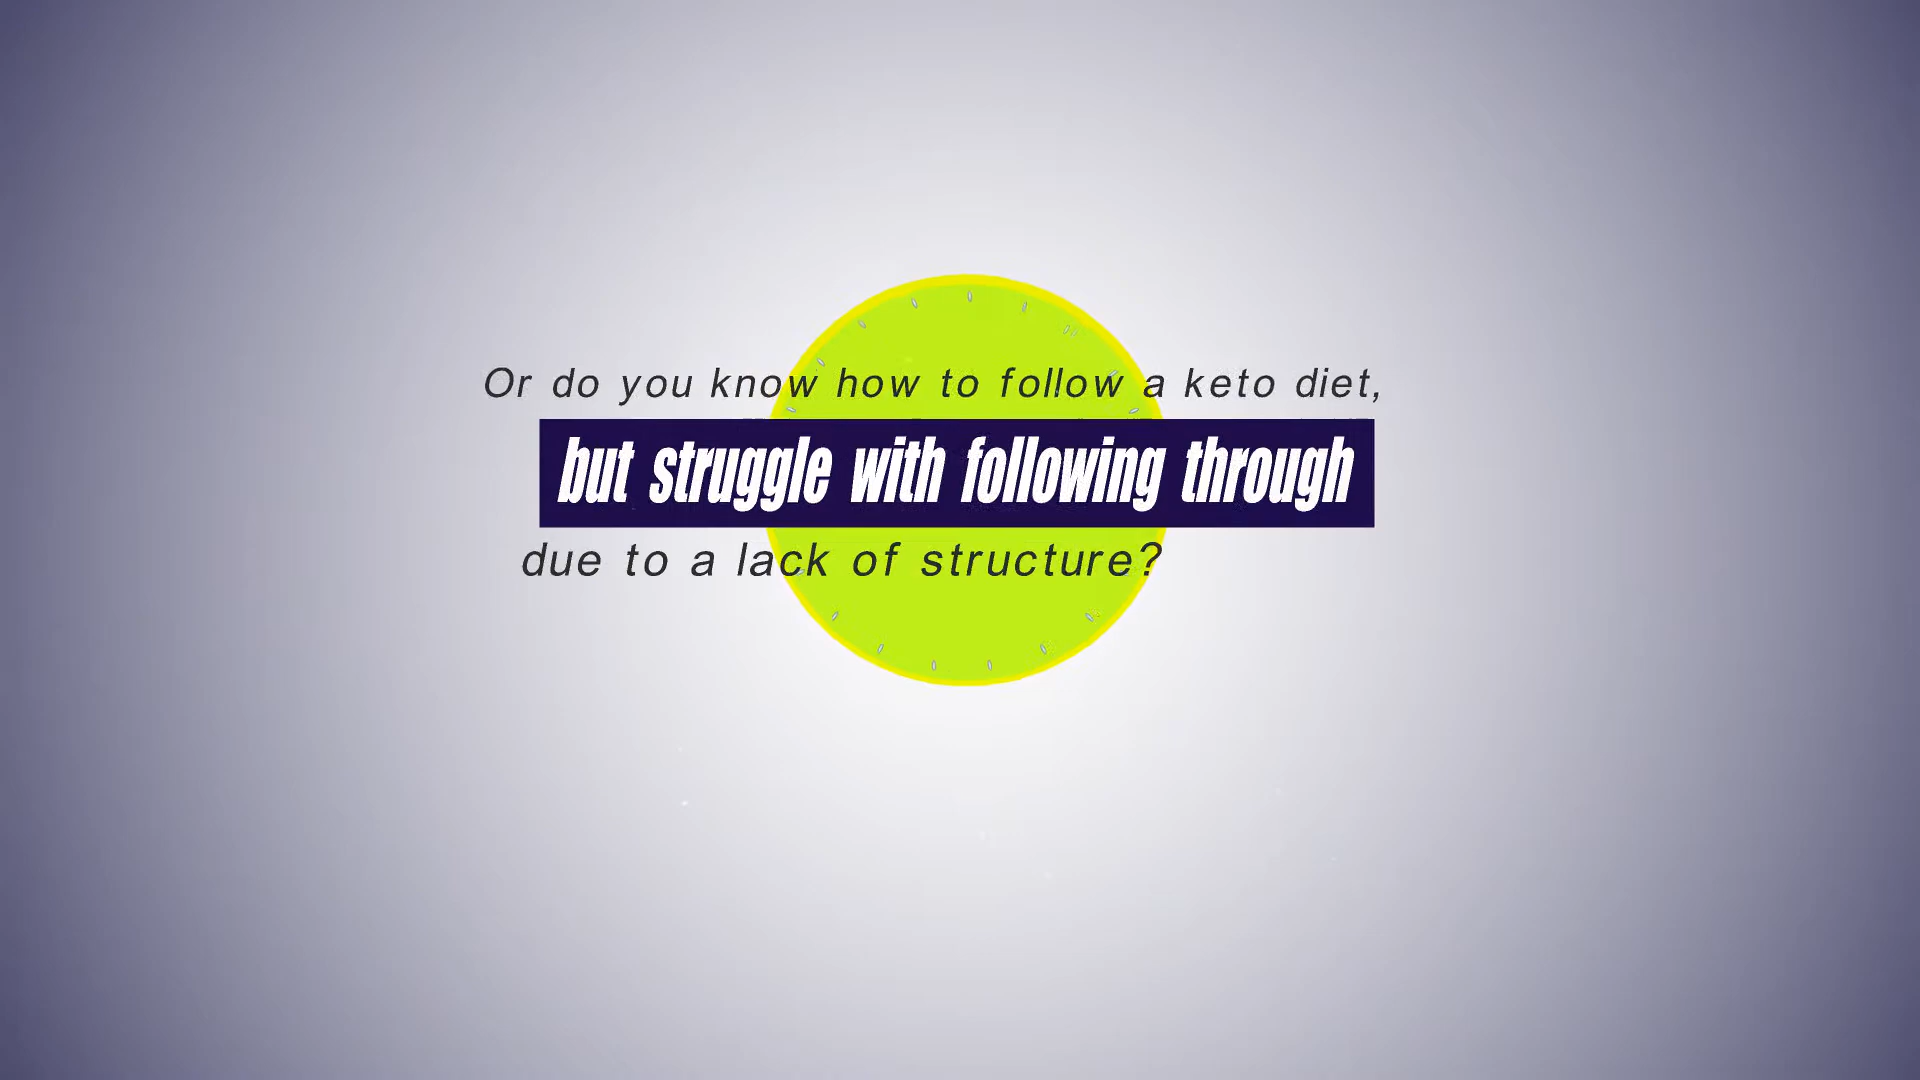 Or do you know how to follow a keto diet,
but struggle with following through
due to a lack of structure?